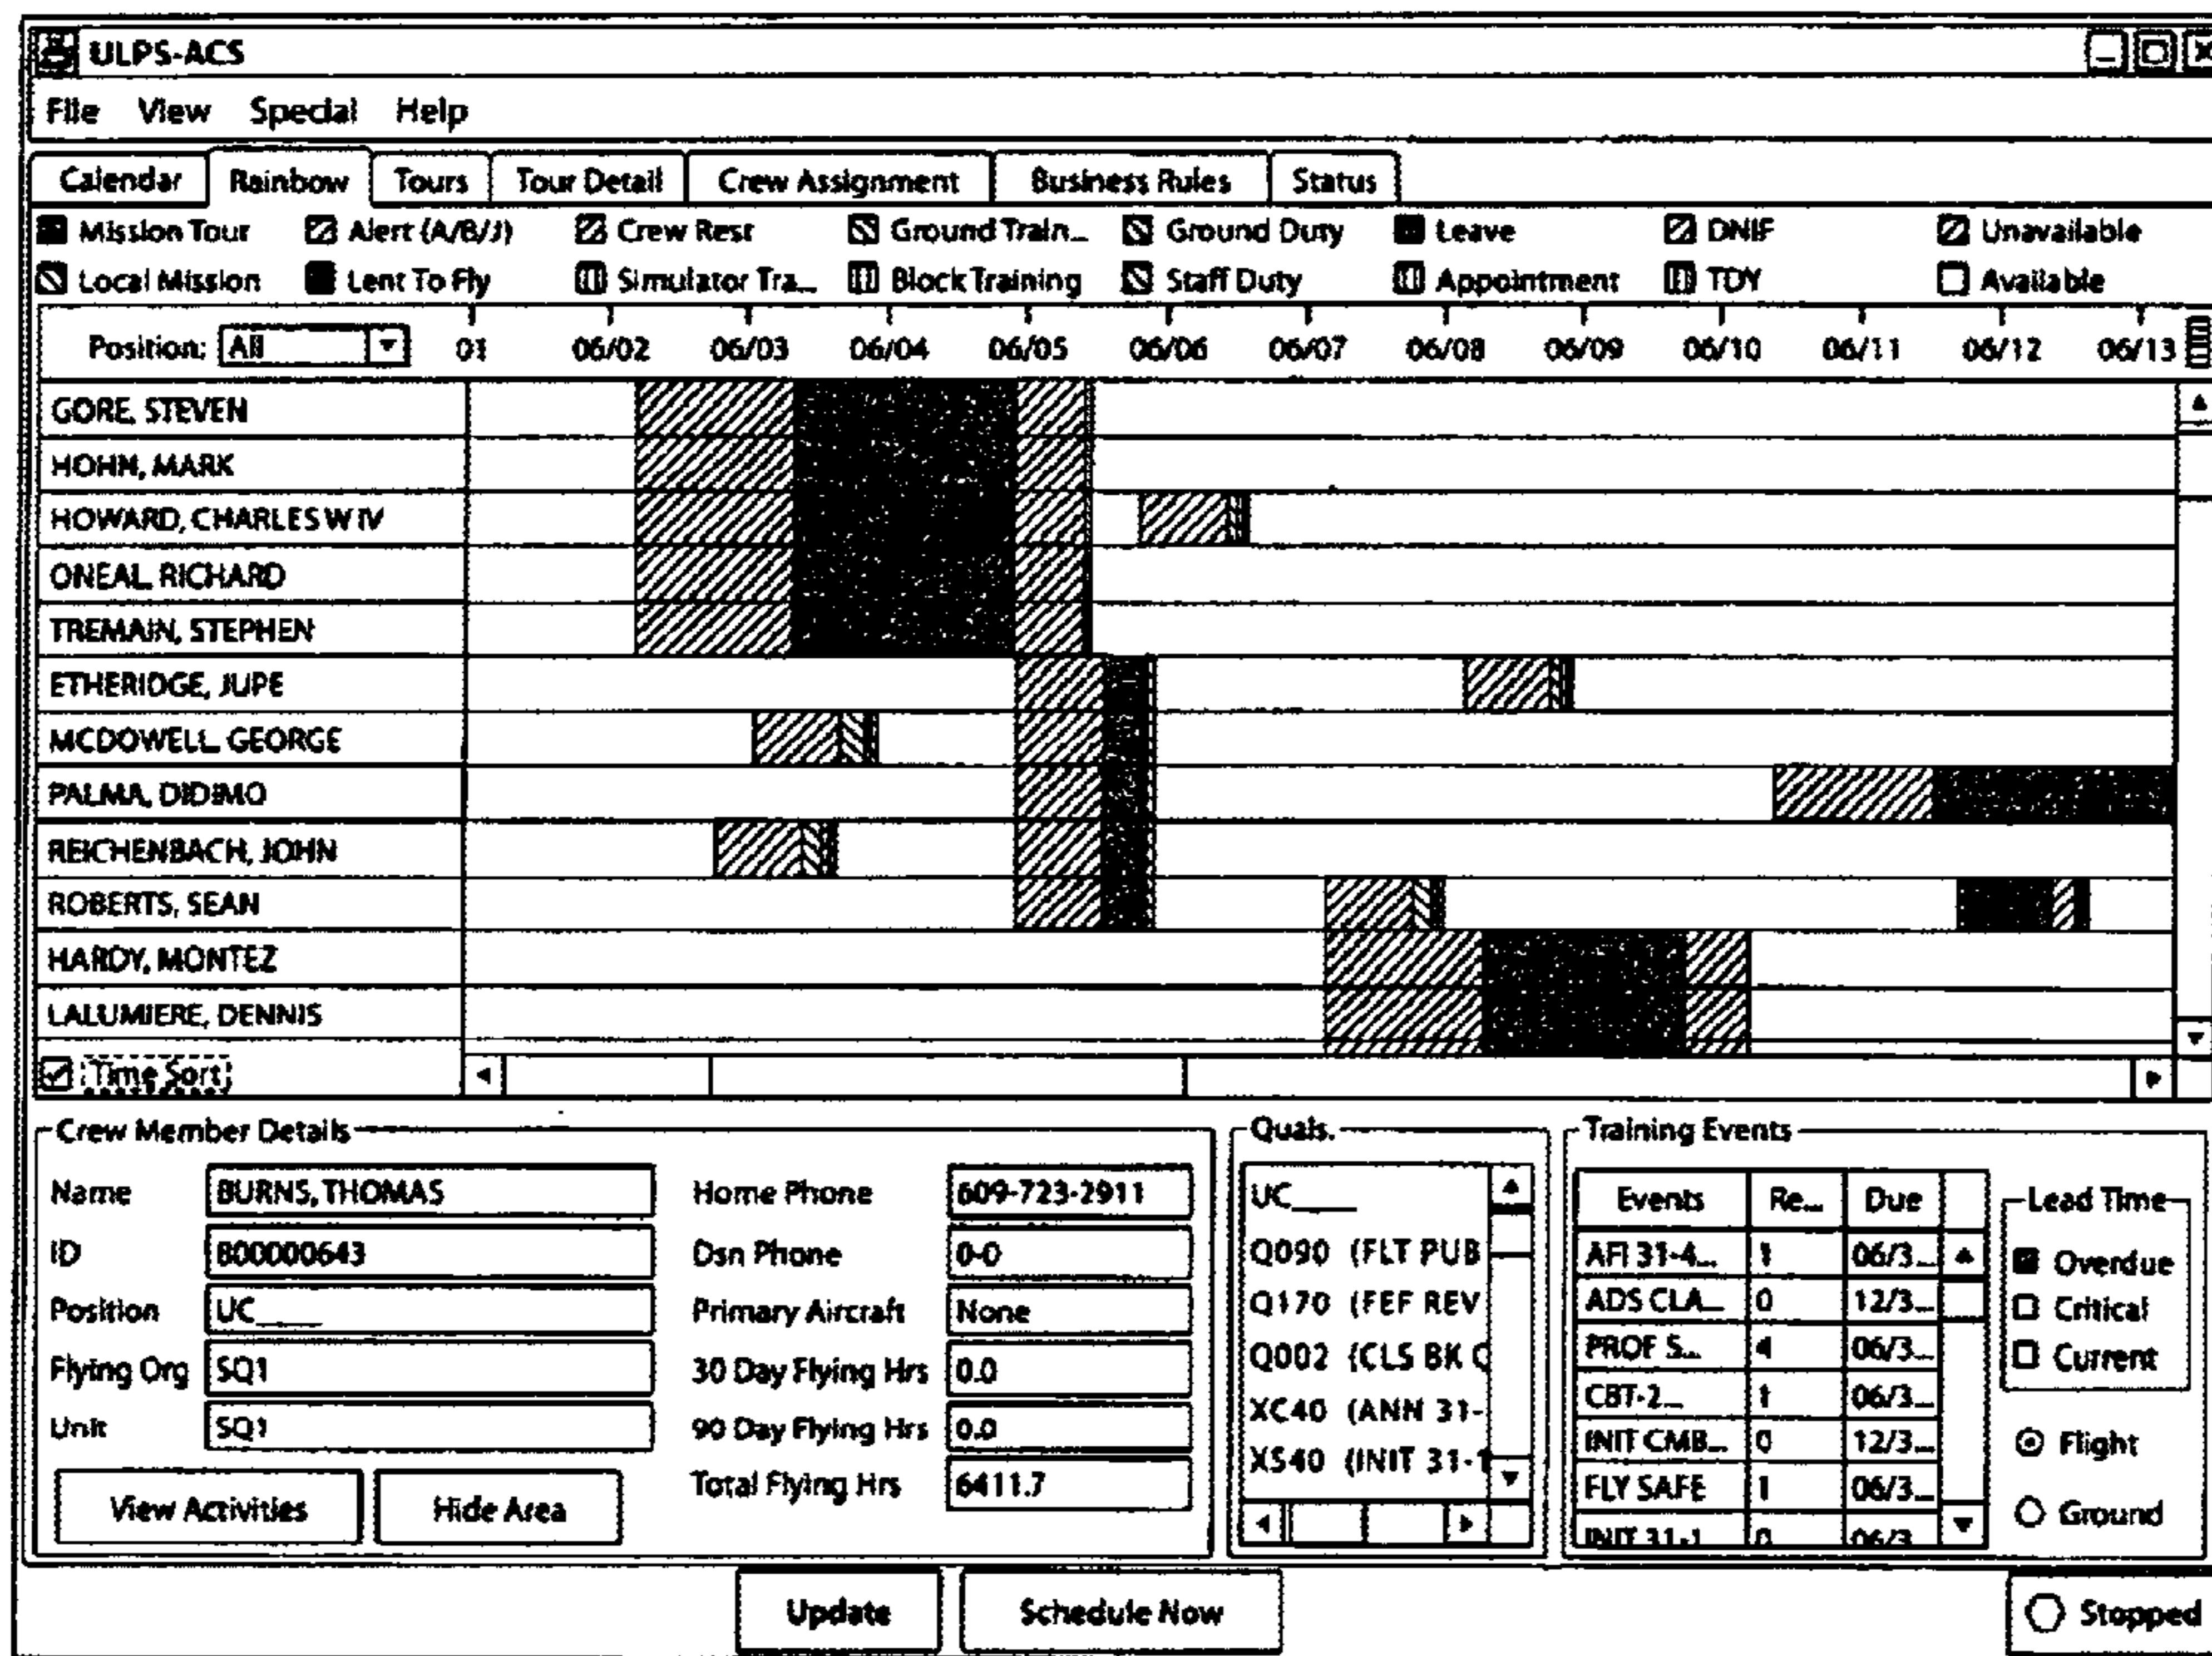 ULPS-ACS
File View Special Help
Calendar Rainbow Tours Tour Detail Crew Assignment Business Rules Status
Mission Tour Alert (A/B/J) Crew Rest Ground Train... Ground Duty Leave DNIF Unavailable
Local Mission Lent To Fly Simulator Tra... Block Training Staff Duty Appointment TDY Available
Position: All 01 06/02 06/03 06/04 06/05 06/06 06/07 06/08 06/09 06/10 06/11 06/12 06/13
GORE, STEVEN
HOHN, MARK
HOWARD, CHARLES W IV
ONEAL, RICHARD
TREMAIN, STEPHEN
ETHERIDGE, JUPE
MCDOWELL, GEORGE
PALMA, DIDIMO
REICHENBACH, JOHN
ROBERTS, SEAN
HARDY, MONTEZ
LALUMIERE, DENNIS
Time Sort
Crew Member Details Quals. Training Events
Name BURNS, THOMAS Home Phone 609-723-2911 UC____ Events Re... Due Lead Time
ID 800000643 Dsn Phone 0-0 Q090 (FLT PUB AFI 31-4... 1 06/3... Overdue
Position UC____ Primary Aircraft None Q170 (FEF REV ADS CLA... 0 12/3... Critical
Flying Org SQ1 30 Day Flying Hrs 0.0 Q002 (CLS BK PROF S... 4 06/3... Current
Unit SQ1 90 Day Flying Hrs 0.0 XC40 (ANN 31- CBT-2... 1 06/3...
INIT CMB... 0 12/3... Flight
View Activities Hide Area Total Flying Hrs 6411.7 XS40 (INIT 31-1 FLY SAFE 1 06/3...
INIT 31-1 0 06/3 Ground
Update Schedule Now Stopped